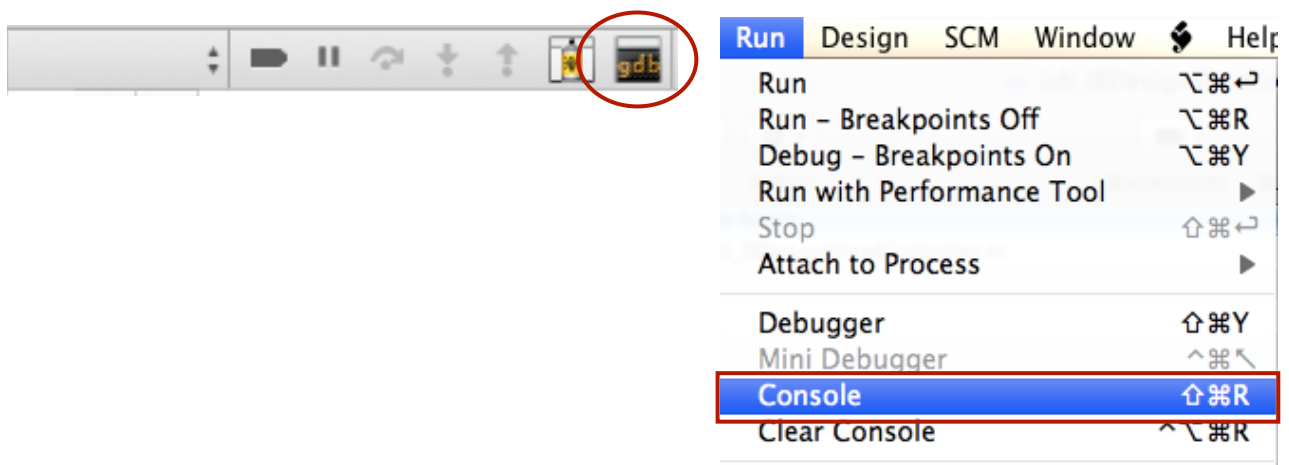 gdb
Run Design SCM Window Help
Run ⌥⌘↩
Run – Breakpoints Off ⌥⌘R
Debug – Breakpoints On ⌥⌘Y
Run with Performance Tool ▶
Stop ⇧⌘↩
Attach to Process ▶
Debugger ⇧⌘Y
Mini Debugger ^⌘↖
Console ⇧⌘R
Clear Console ^⌥⌘R